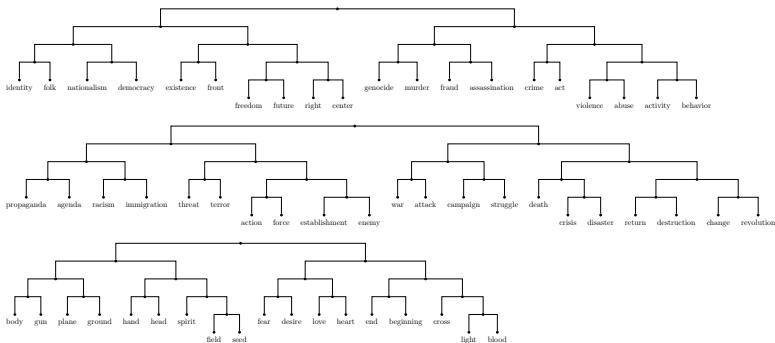 identity folk nationalism democracy existence front genocide murder fraud assassination crime act
freedom future right center violence abuse activity behavior
propaganda agenda racism immigration threat terror war attack campaign struggle death
action force establishment enemy crisis disaster return destruction change revolution
body gun plane ground hand head spirit fear desire love heart end beginning cross
field seed light blood